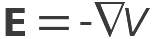 E = -∇V